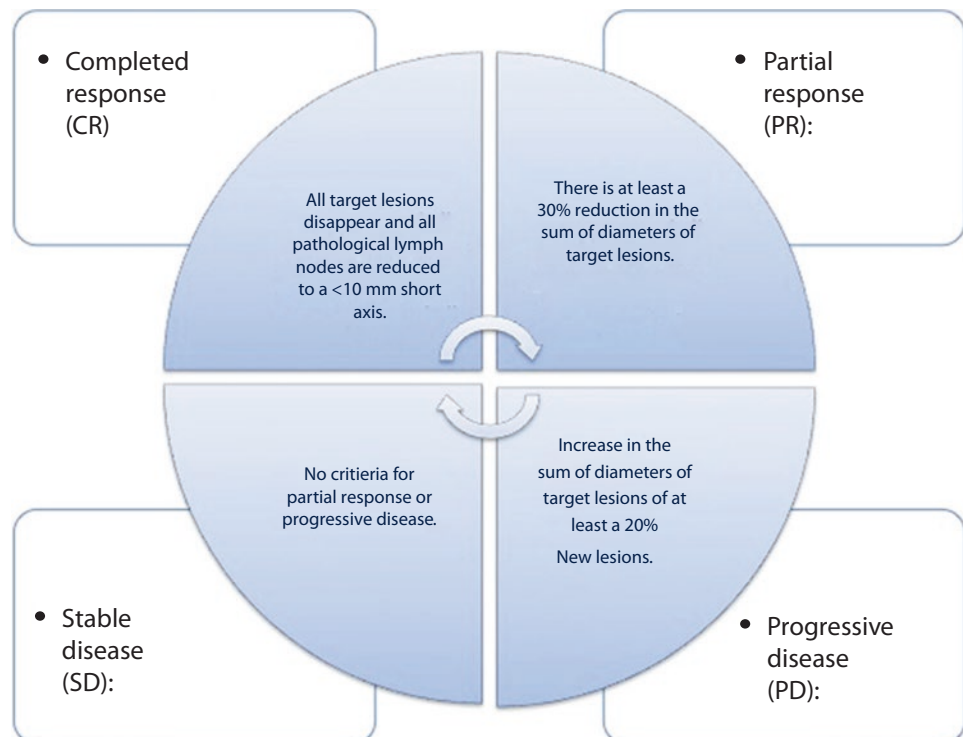 • Completed
response
(CR)
• Partial
response
(PR):
All target lesions
disappear and all
pathological lymph
nodes are reduced
to a <10 mm short
axis.
There is at least a
30% reduction in the
sum of diameters of
target lesions.
No critieria for
partial response or
progressive disease.
Increase in the
sum of diameters of
target lesions of at
least a 20%
New lesions.
• Stable
disease
(SD):
• Progressive
disease
(PD):